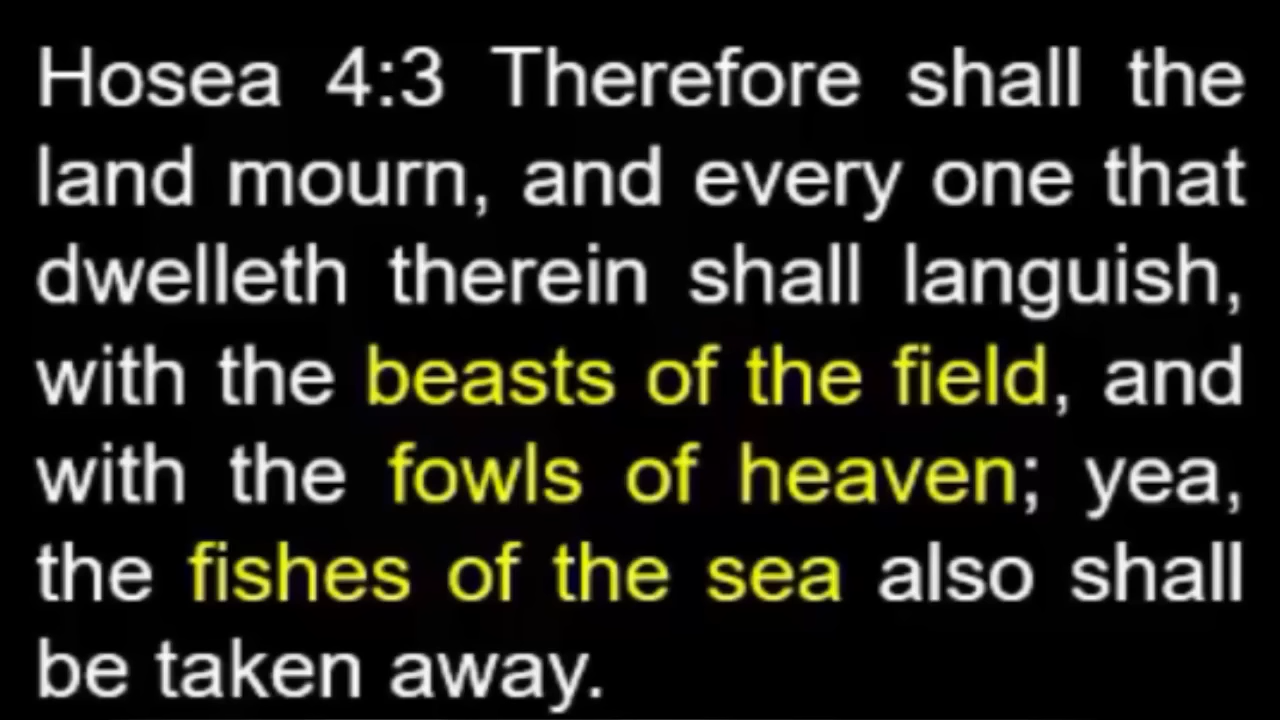 Hosea 4:3 Therefore shall the
land mourn, and every one that
dwelleth therein shall languish,
with the beasts of the field, and
with the fowls of heaven; yea,
the fishes of the sea also shall
be taken away.